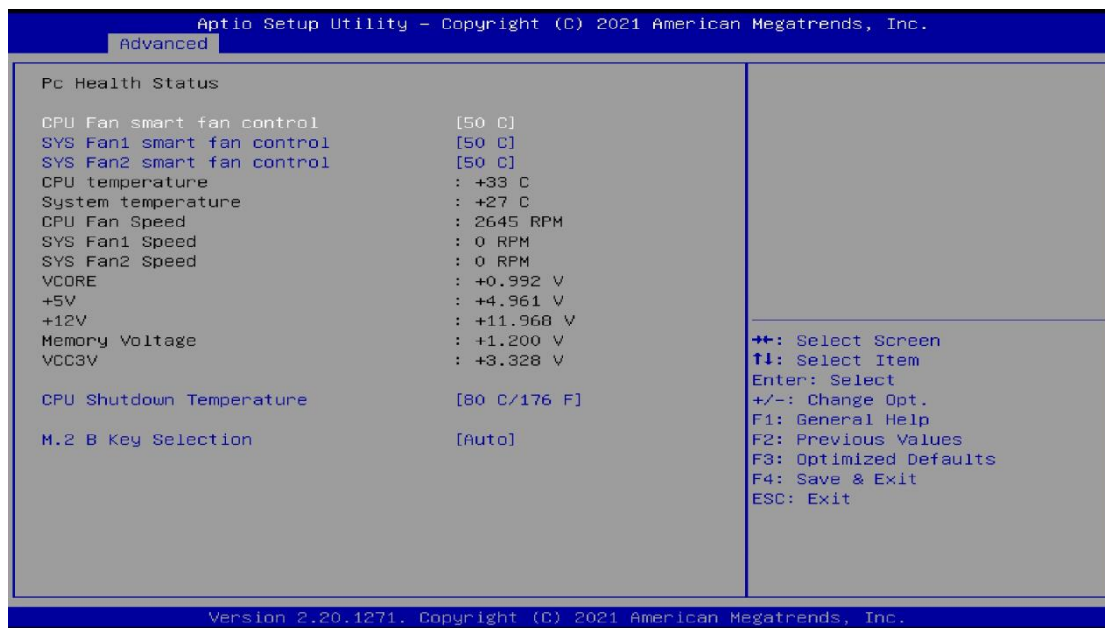 Aptio Setup Utility – Copyright (C) 2021 American Megatrends, Inc.
Advanced
Pc Health Status
CPU Fan smart fan control [50 C]
SYS Fan1 smart fan control [50 C]
SYS Fan2 smart fan control [50 C]
CPU temperature : +33 C
System temperature : +27 C
CPU Fan Speed : 2645 RPM
SYS Fan1 Speed : 0 RPM
SYS Fan2 Speed : 0 RPM
VCORE : +0.992 V
+5V : +4.961 V
+12V : +11.968 V
Memory Voltage : +1.200 V
VCC3V : +3.328 V
CPU Shutdown Temperature [80 C/176 F]
M.2 B Key Selection [Auto]
→←: Select Screen
↑↓: Select Item
Enter: Select
+/-: Change Opt.
F1: General Help
F2: Previous Values
F3: Optimized Defaults
F4: Save & Exit
ESC: Exit
Version 2.20.1271. Copyright (C) 2021 American Megatrends, Inc.